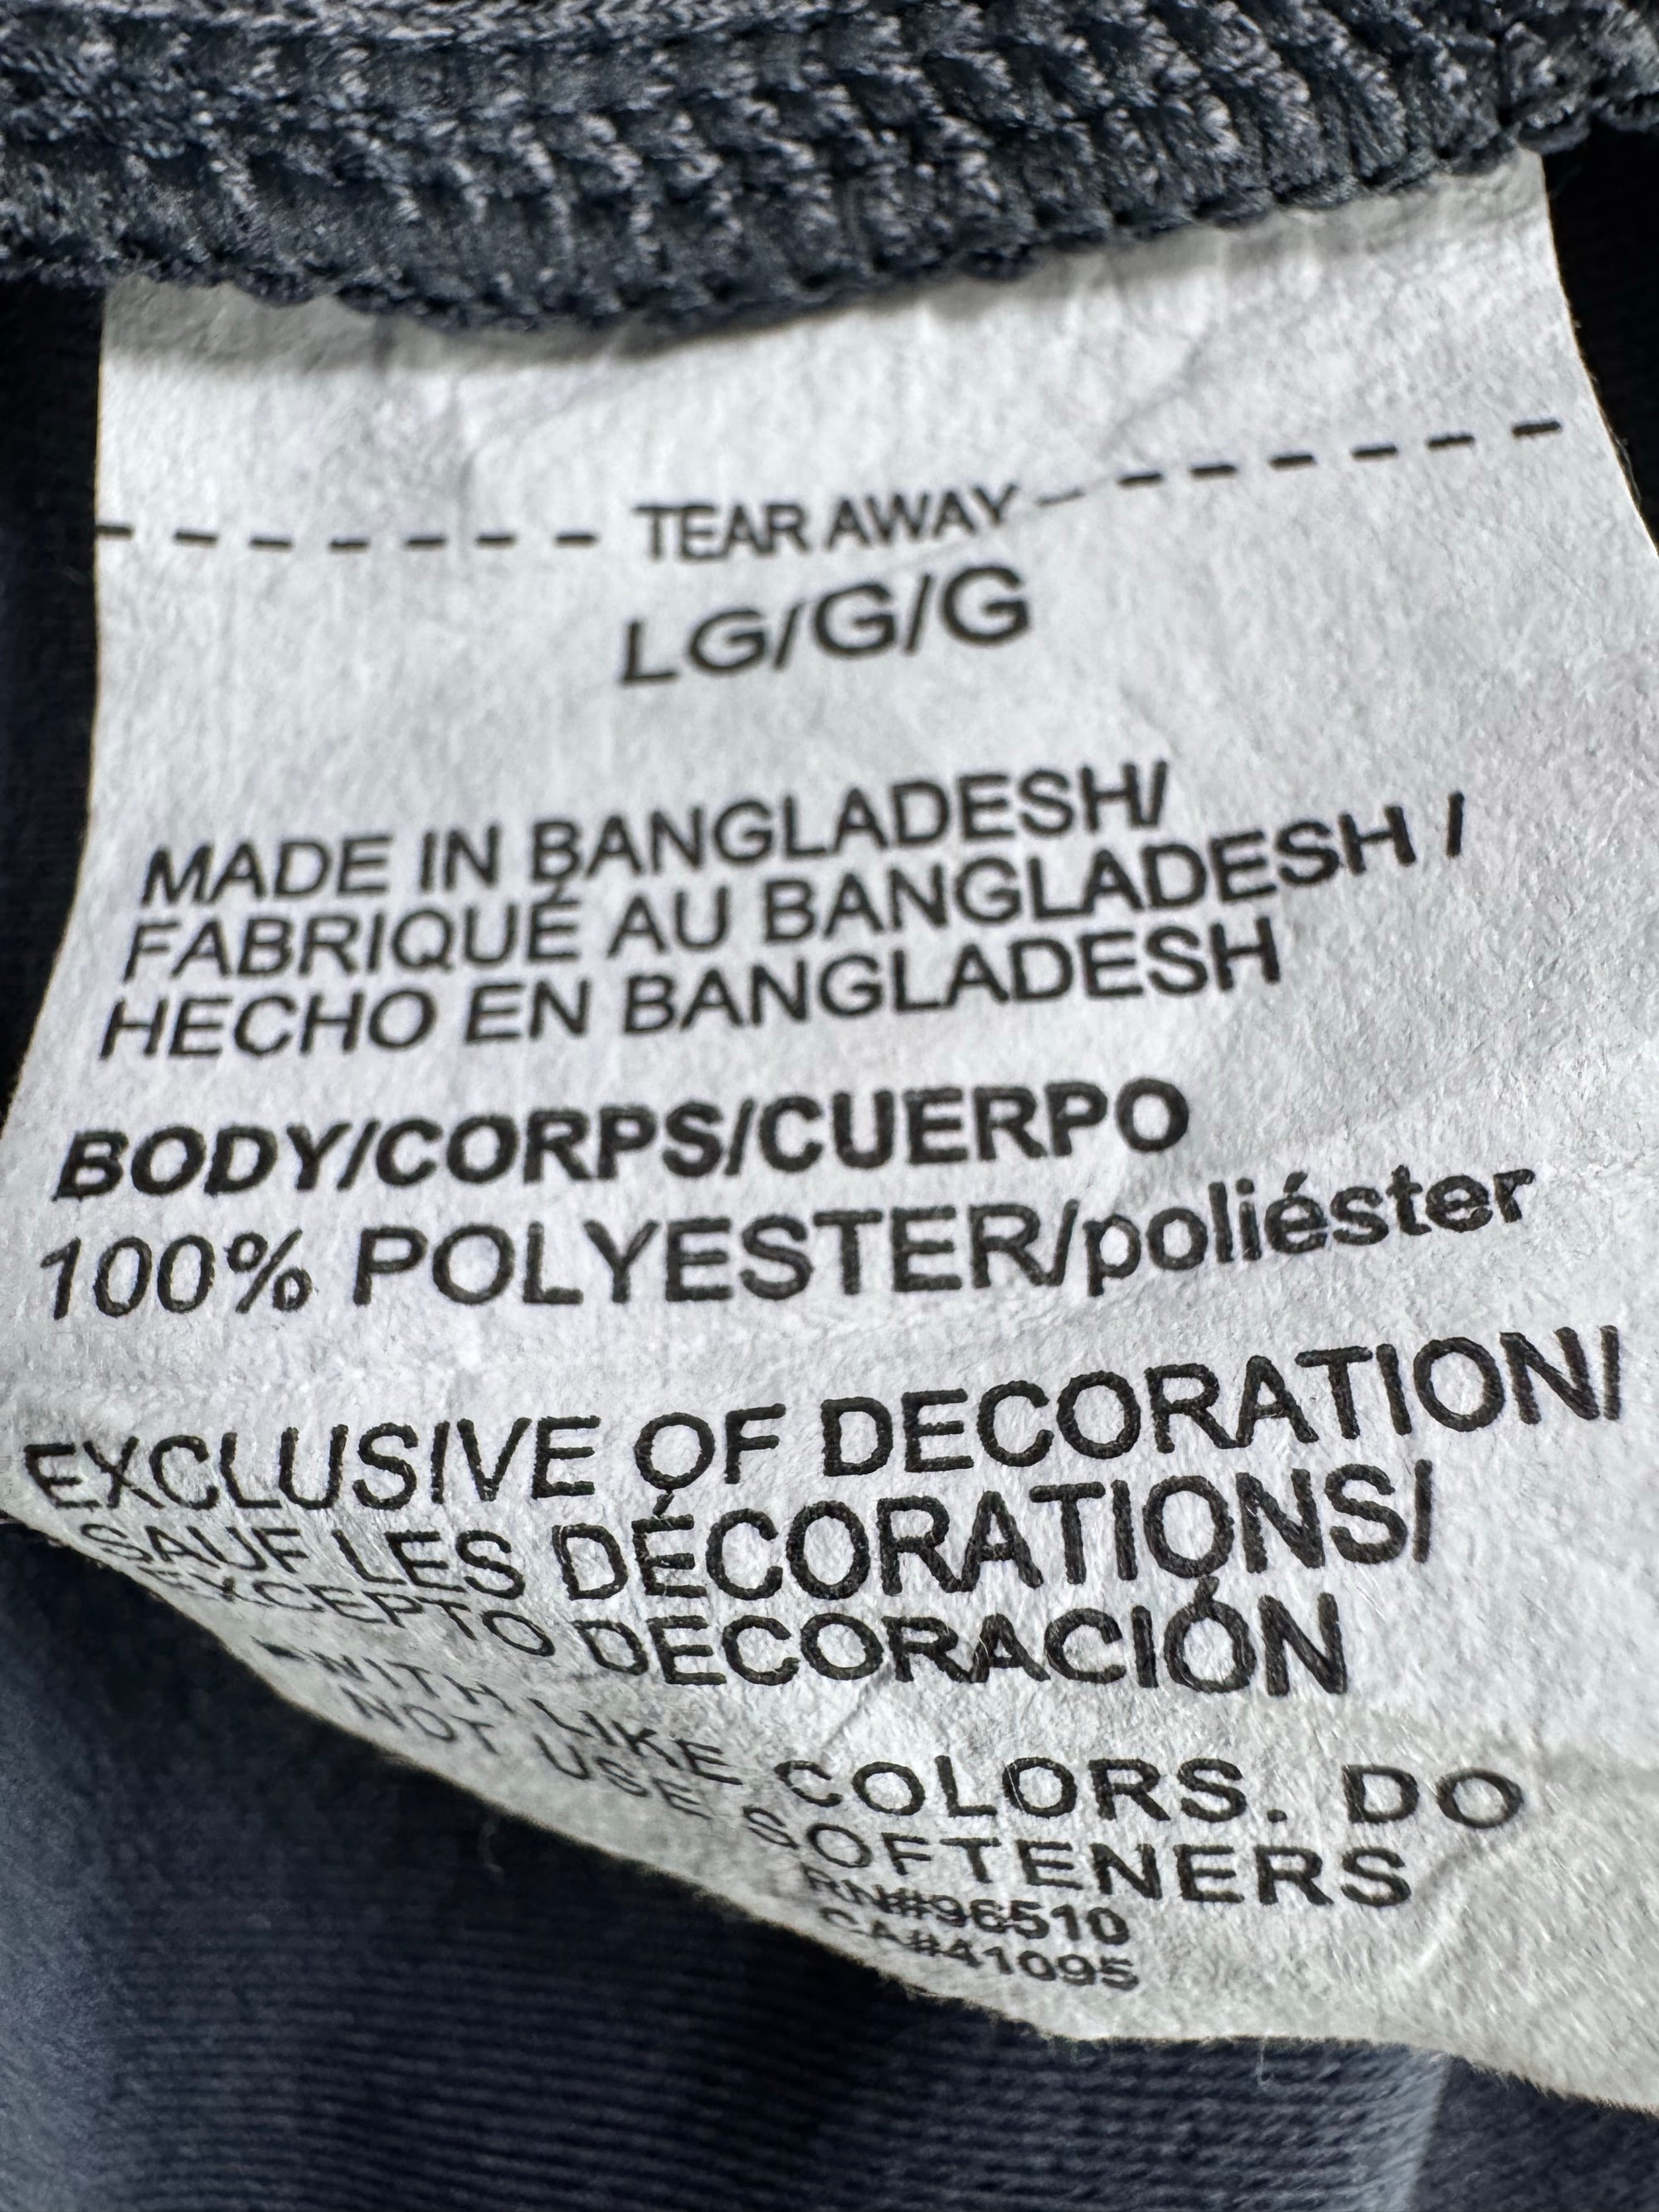 TEAR AWAY
LG/G/G
MADE IN BANGLADESH/
FABRIQUÉ AU BANGLADESH /
HECHO EN BANGLADESH
BODY/CORPS/CUERPO
100% POLYESTER/poliéster
EXCLUSIVE OF DECORATION/
SAUF LES DÉCORATIONS/
EXCEPTO DECORACIÓN
WITH LIKE COLORS. DO
NOT USE SOFTENERS
RN#96510
CA#41095